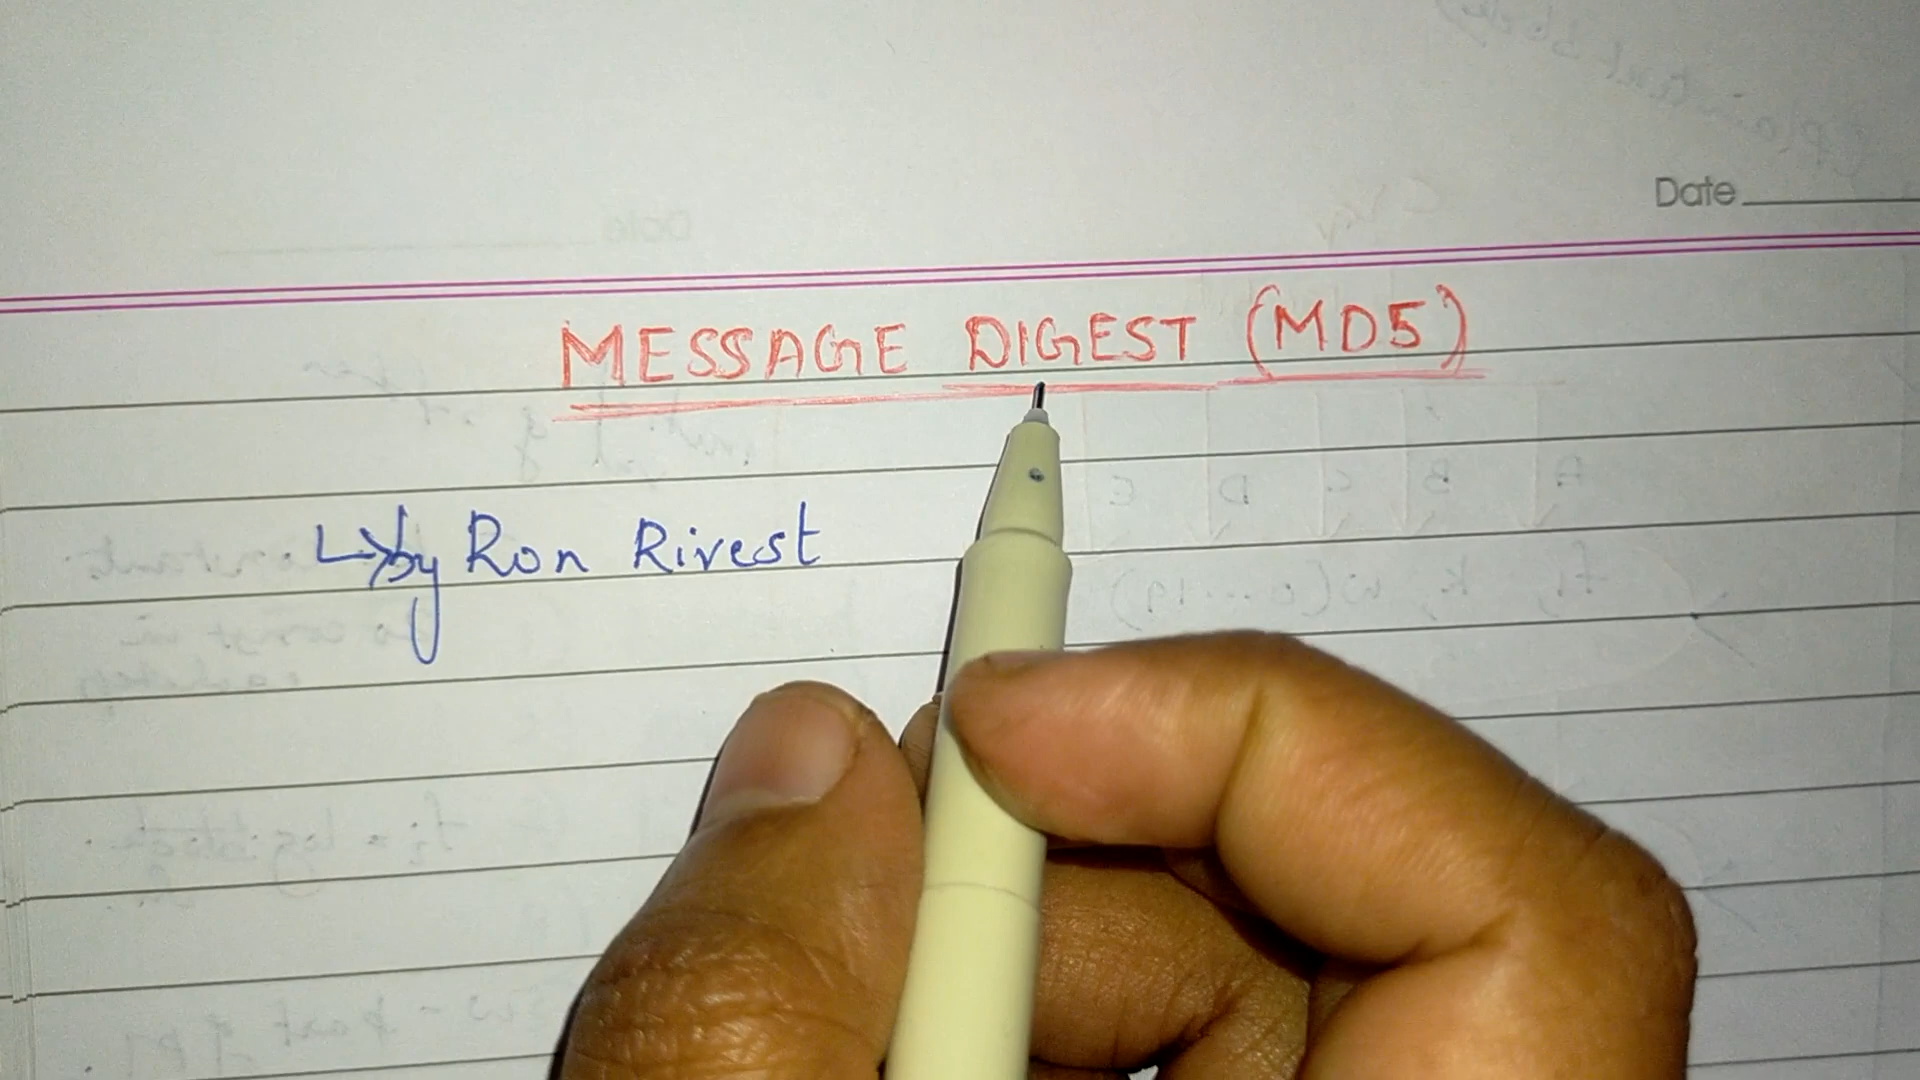 Date
MESSAGE DIGEST (MD5)
↳ by Ron Rivest